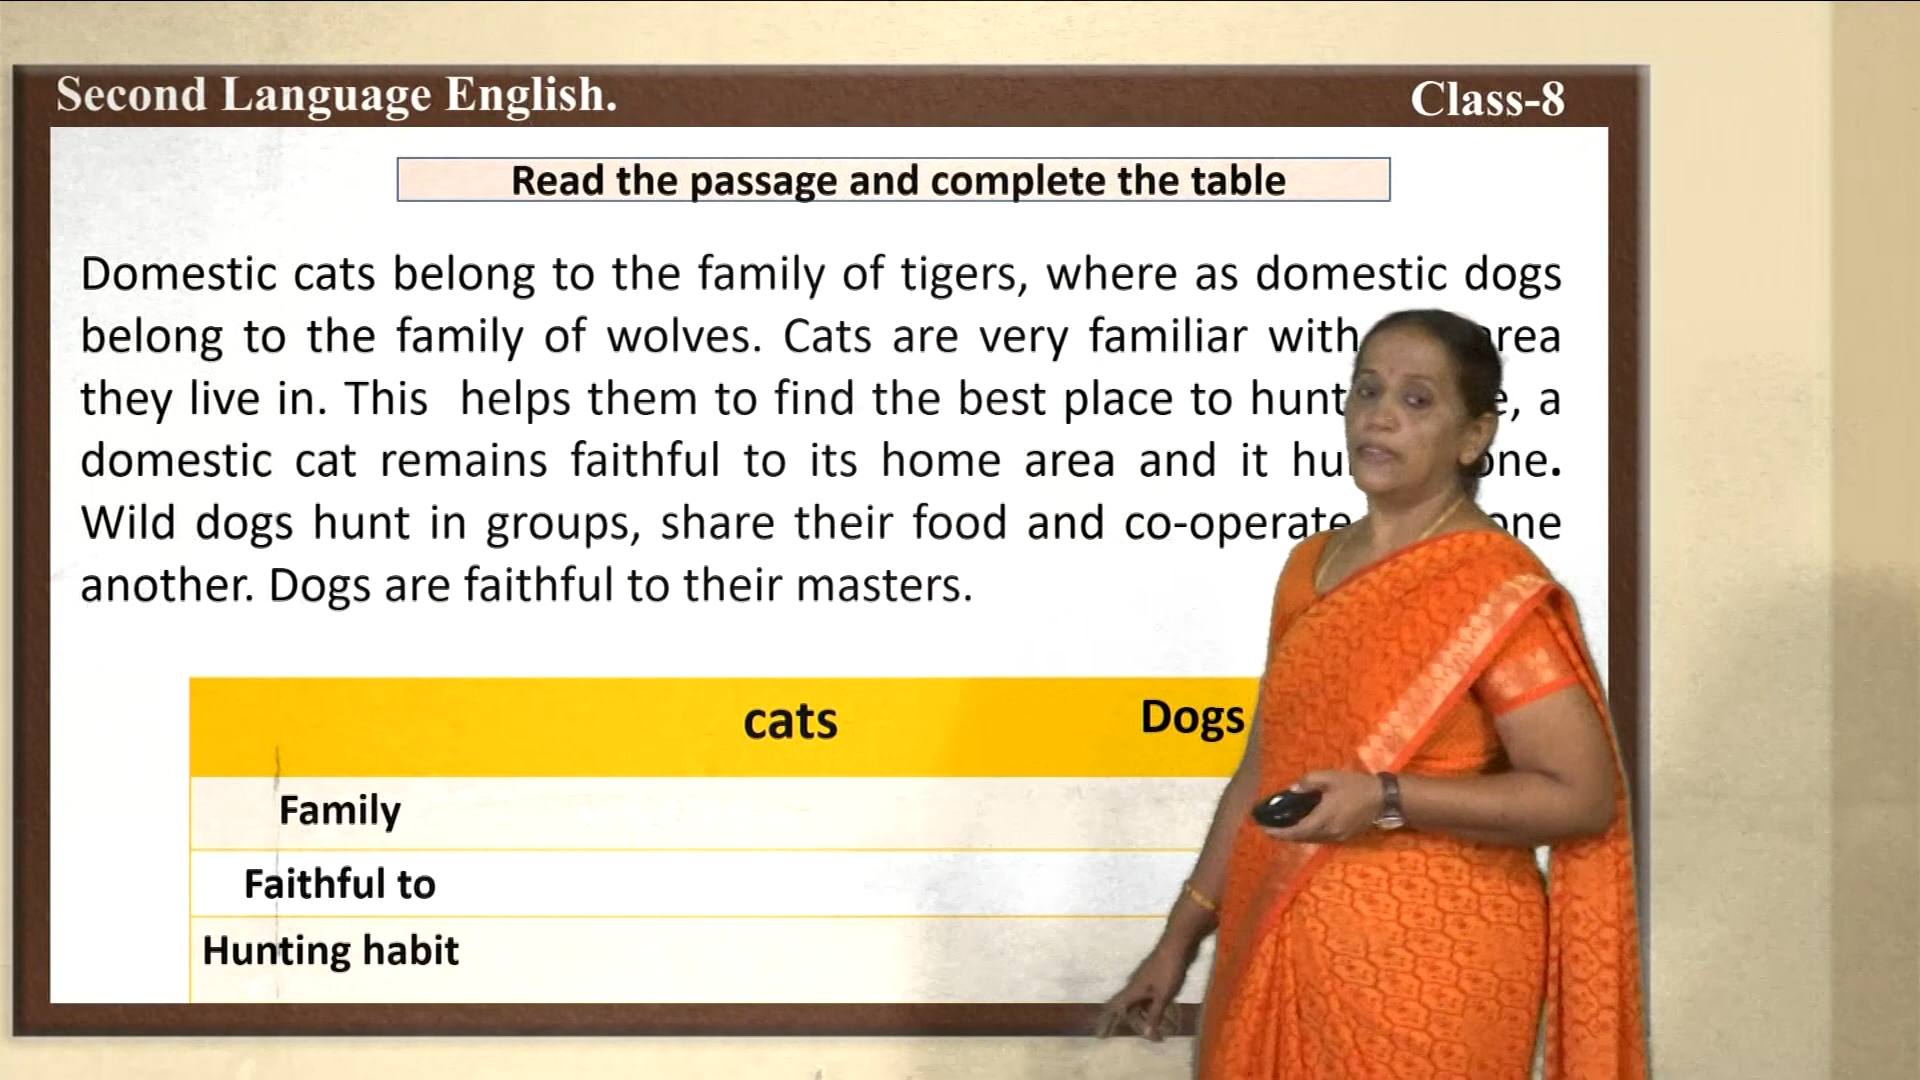 Second Language English.
Class-8
Read the passage and complete the table
Domestic cats belong to the family of tigers, where as domestic dogs
belong to the family of wolves. Cats are very familiar with
they live in. This helps them to find the best place to hunt
domestic cat remains faithful to its home area and it
Wild dogs hunt in groups, share their food and co-operate one
another. Dogs are faithful to their masters.
cats Dogs
Family
Faithful to
Hunting habit